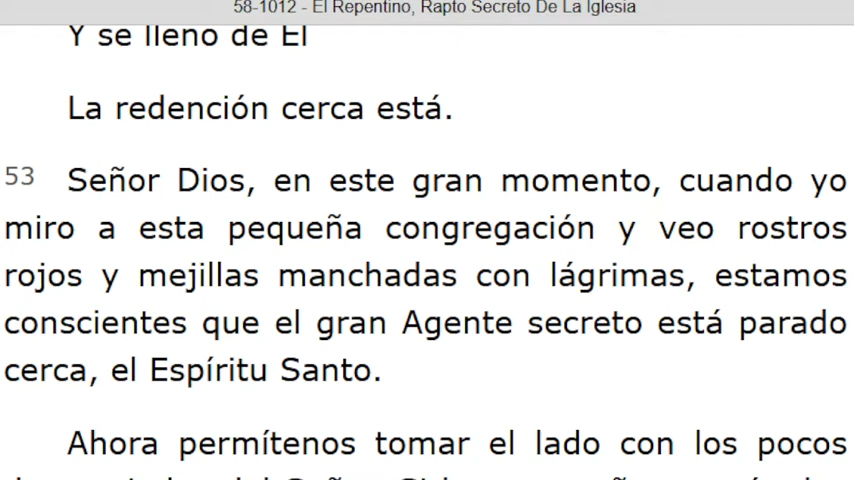 58-1012 - El Repentino, Rapto Secreto De La Iglesia
Y se lleno de Él
La redención cerca está.
53 Señor Dios, en este gran momento, cuando yo
miro a esta pequeña congregación y veo rostros
rojos y mejillas manchadas con lágrimas, estamos
conscientes que el gran Agente secreto está parado
cerca, el Espíritu Santo.
Ahora permítenos tomar el lado con los pocos